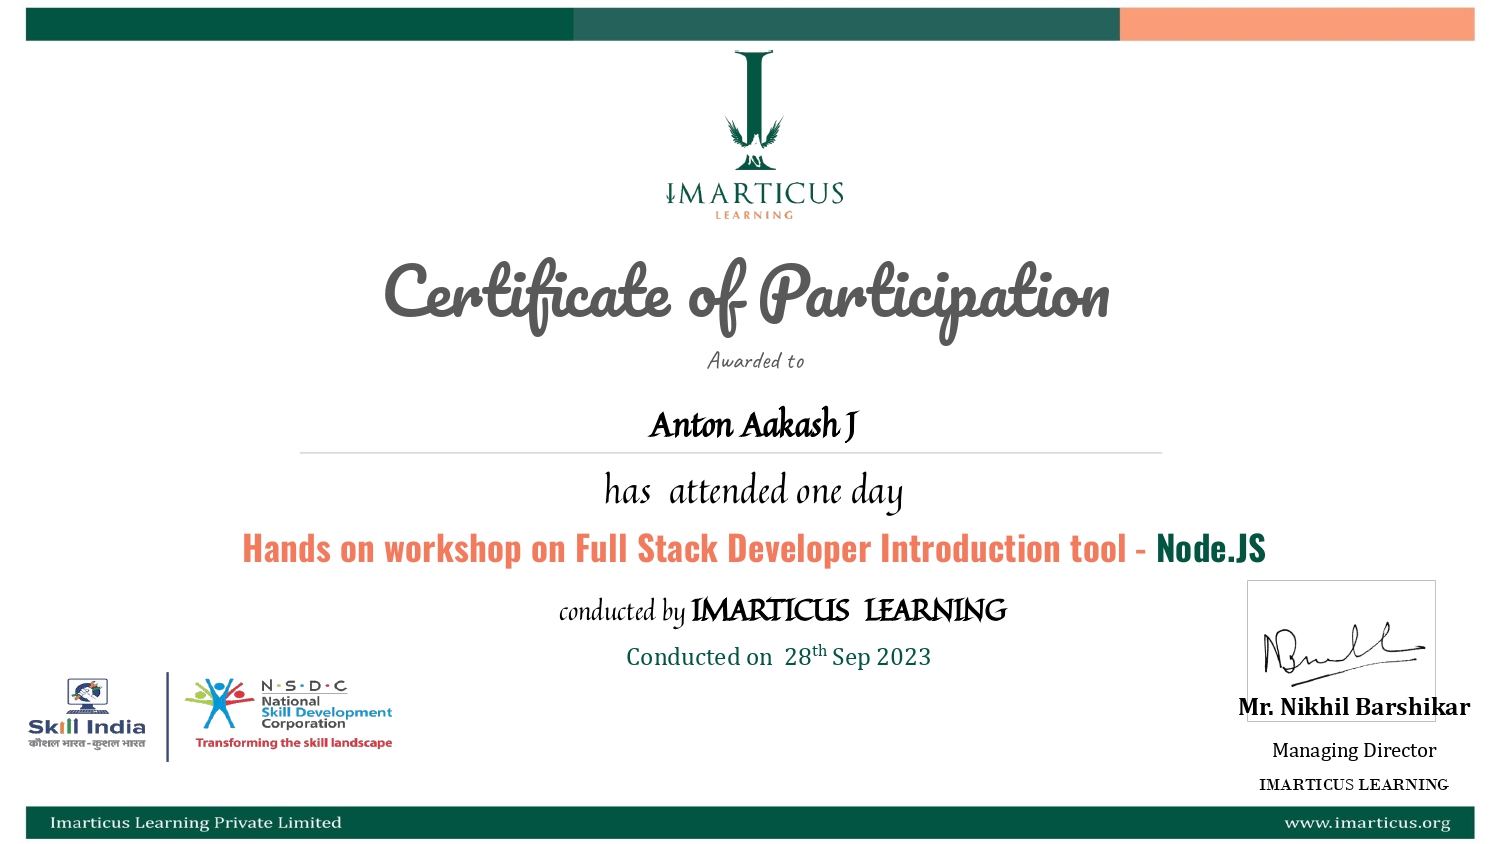 IMARTICUS
LEARNING
Certificate of Participation
Awarded to
Anton Aakash J
has attended one day
Hands on workshop on Full Stack Developer Introduction tool - Node.JS
conducted by IMARTICUS LEARNING
Conducted on 28th Sep 2023
Skill India
कौशल भारत-कुशल भारत
N·S·D·C
National
Skill Development
Corporation
Transforming the skill landscape
Mr. Nikhil Barshikar
Managing Director
IMARTICUS LEARNING
Imarticus Learning Private Limited
www.imarticus.org